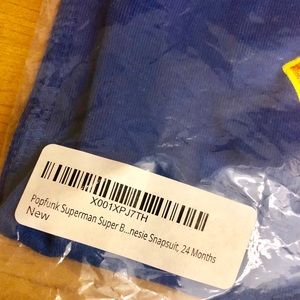 X001XPJ7TH
Popfunk Superman Super B...nesie Snapsuit, 24 Months
New